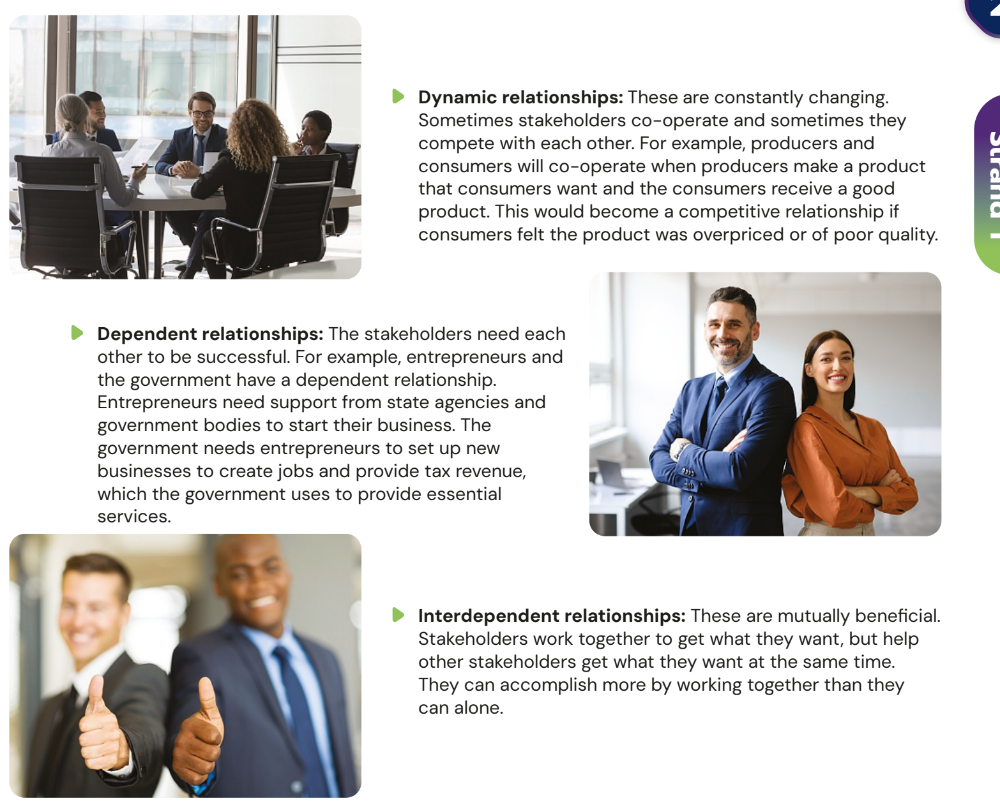 Dynamic relationships: These are constantly changing.
Sometimes stakeholders co-operate and sometimes they
compete with each other. For example, producers and
consumers will co-operate when producers make a product
that consumers want and the consumers receive a good
product. This would become a competitive relationship if
consumers felt the product was overpriced or of poor quality.
Dependent relationships: The stakeholders need each
other to be successful. For example, entrepreneurs and
the government have a dependent relationship.
Entrepreneurs need support from state agencies and
government bodies to start their business. The
government needs entrepreneurs to set up new
businesses to create jobs and provide tax revenue,
which the government uses to provide essential
services.
Interdependent relationships: These are mutually beneficial.
Stakeholders work together to get what they want, but help
other stakeholders get what they want at the same time.
They can accomplish more by working together than they
can alone.
Strand